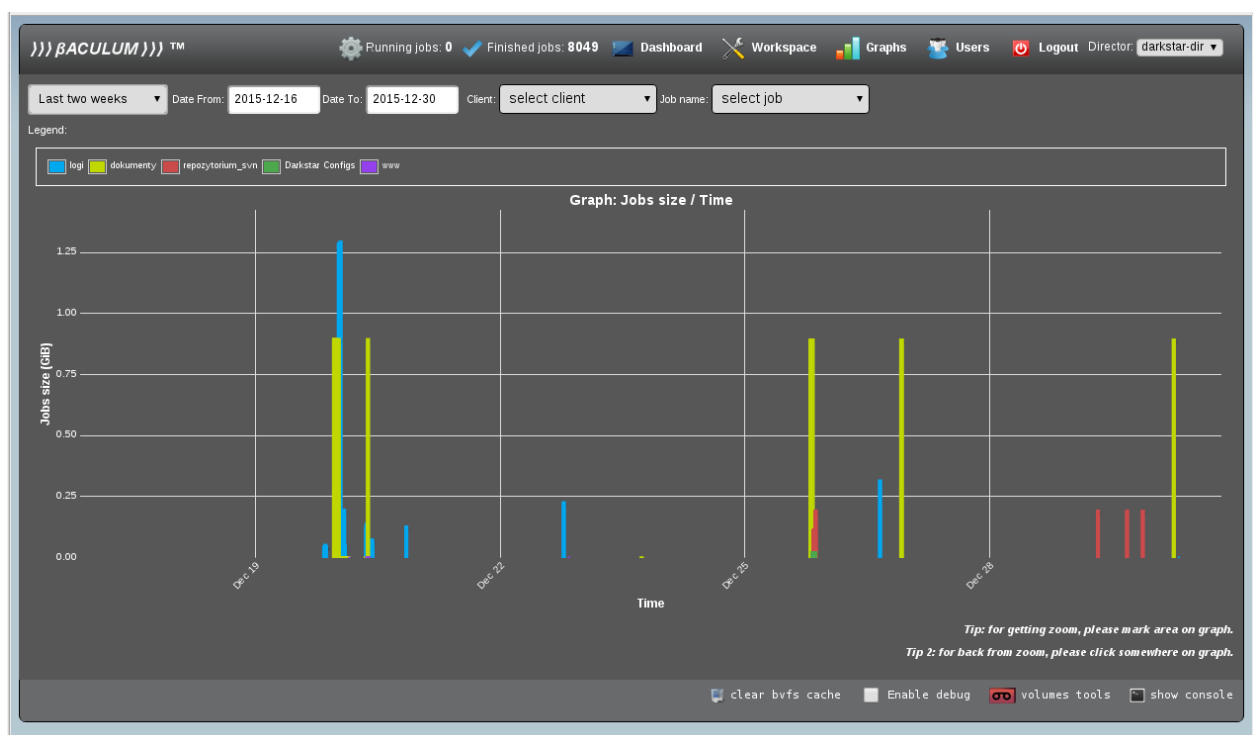 ))) βACULUM))) ™ Running jobs: 0 Finished jobs: 8049 Dashboard Workspace Graphs Users Logout Director: darkstar-dir ▾
Last two weeks ▾ Date From: 2015-12-16 Date To: 2015-12-30 Client: select client ▾ Job name: select job ▾
Legend:
logi dokumenty repozytorium_svn Darkstar Configs www
Graph: Jobs size / Time
1.25
1.00
0.75
0.50
0.25
0.00
Jobs size (GiB)
Dec 19 Dec 22 Dec 25 Dec 28
Time
Tip: for getting zoom, please mark area on graph.
Tip 2: for back from zoom, please click somewhere on graph.
clear bvfs cache Enable debug volumes tools show console